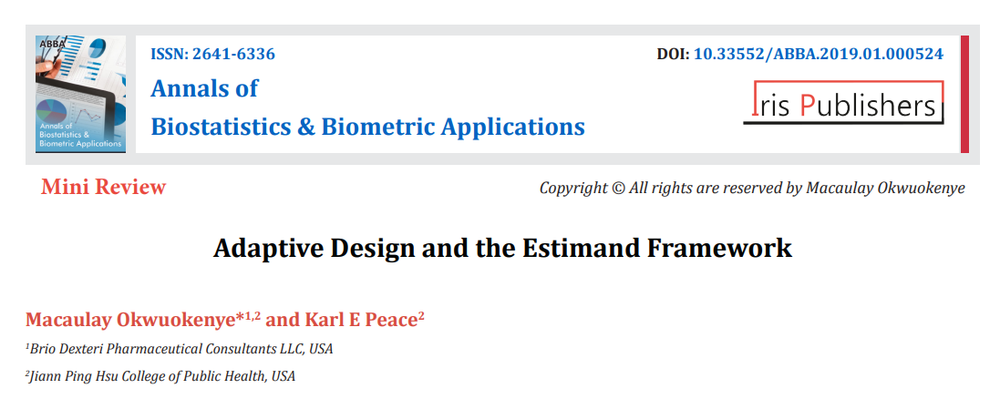 ABBA
Annals of
Biostatistics &
Biometric Applications
ISSN: 2641-6336
DOI: 10.33552/ABBA.2019.01.000524
Annals of
Biostatistics & Biometric Applications
Iris Publishers
Mini Review
Copyright © All rights are reserved by Macaulay Okwuokenye
Adaptive Design and the Estimand Framework
Macaulay Okwuokenye*1,2 and Karl E Peace2
1Brio Dexteri Pharmaceutical Consultants LLC, USA
2Jiann Ping Hsu College of Public Health, USA